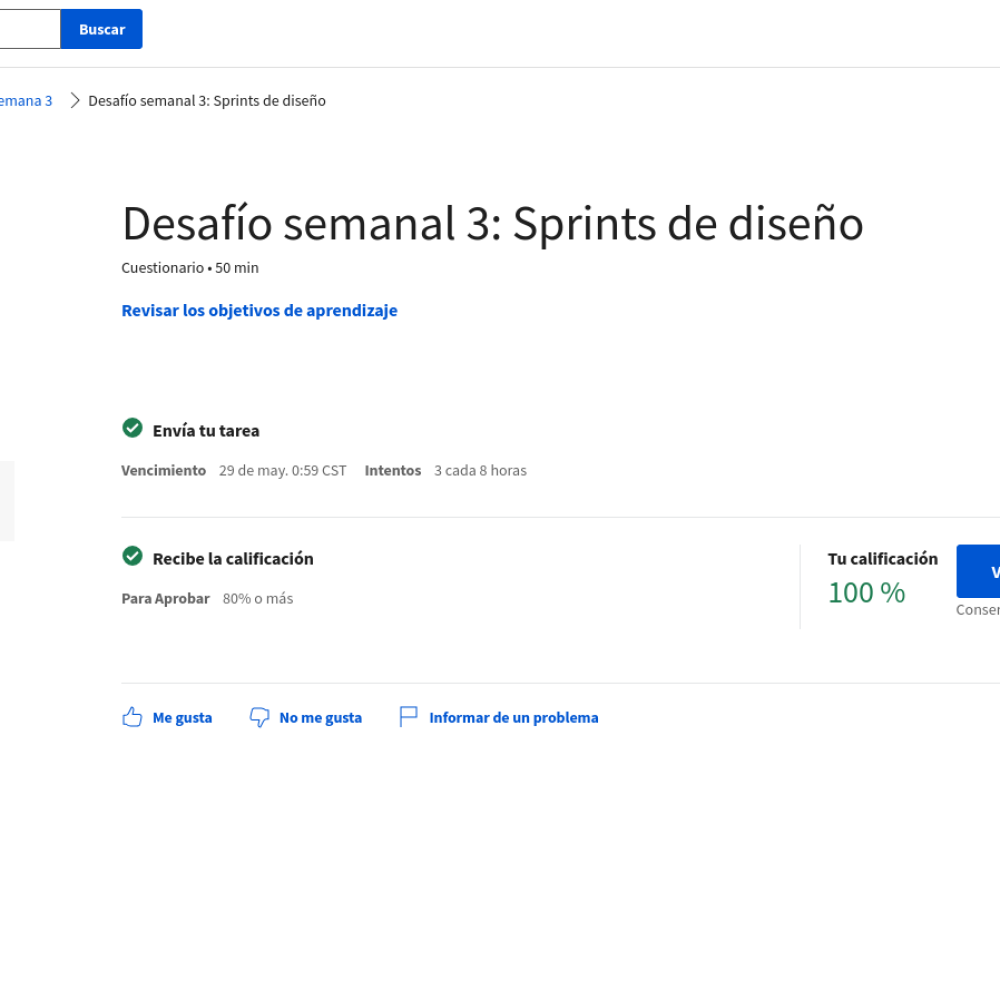 Buscar
emana 3 Desafío semanal 3: Sprints de diseño
Desafío semanal 3: Sprints de diseño
Cuestionario • 50 min
Revisar los objetivos de aprendizaje
Envía tu tarea
Vencimiento 29 de may. 0:59 CST Intentos 3 cada 8 horas
Recibe la calificación
Para Aprobar 80% o más
Tu calificación
100 %
V
Conser
Me gusta No me gusta Informar de un problema